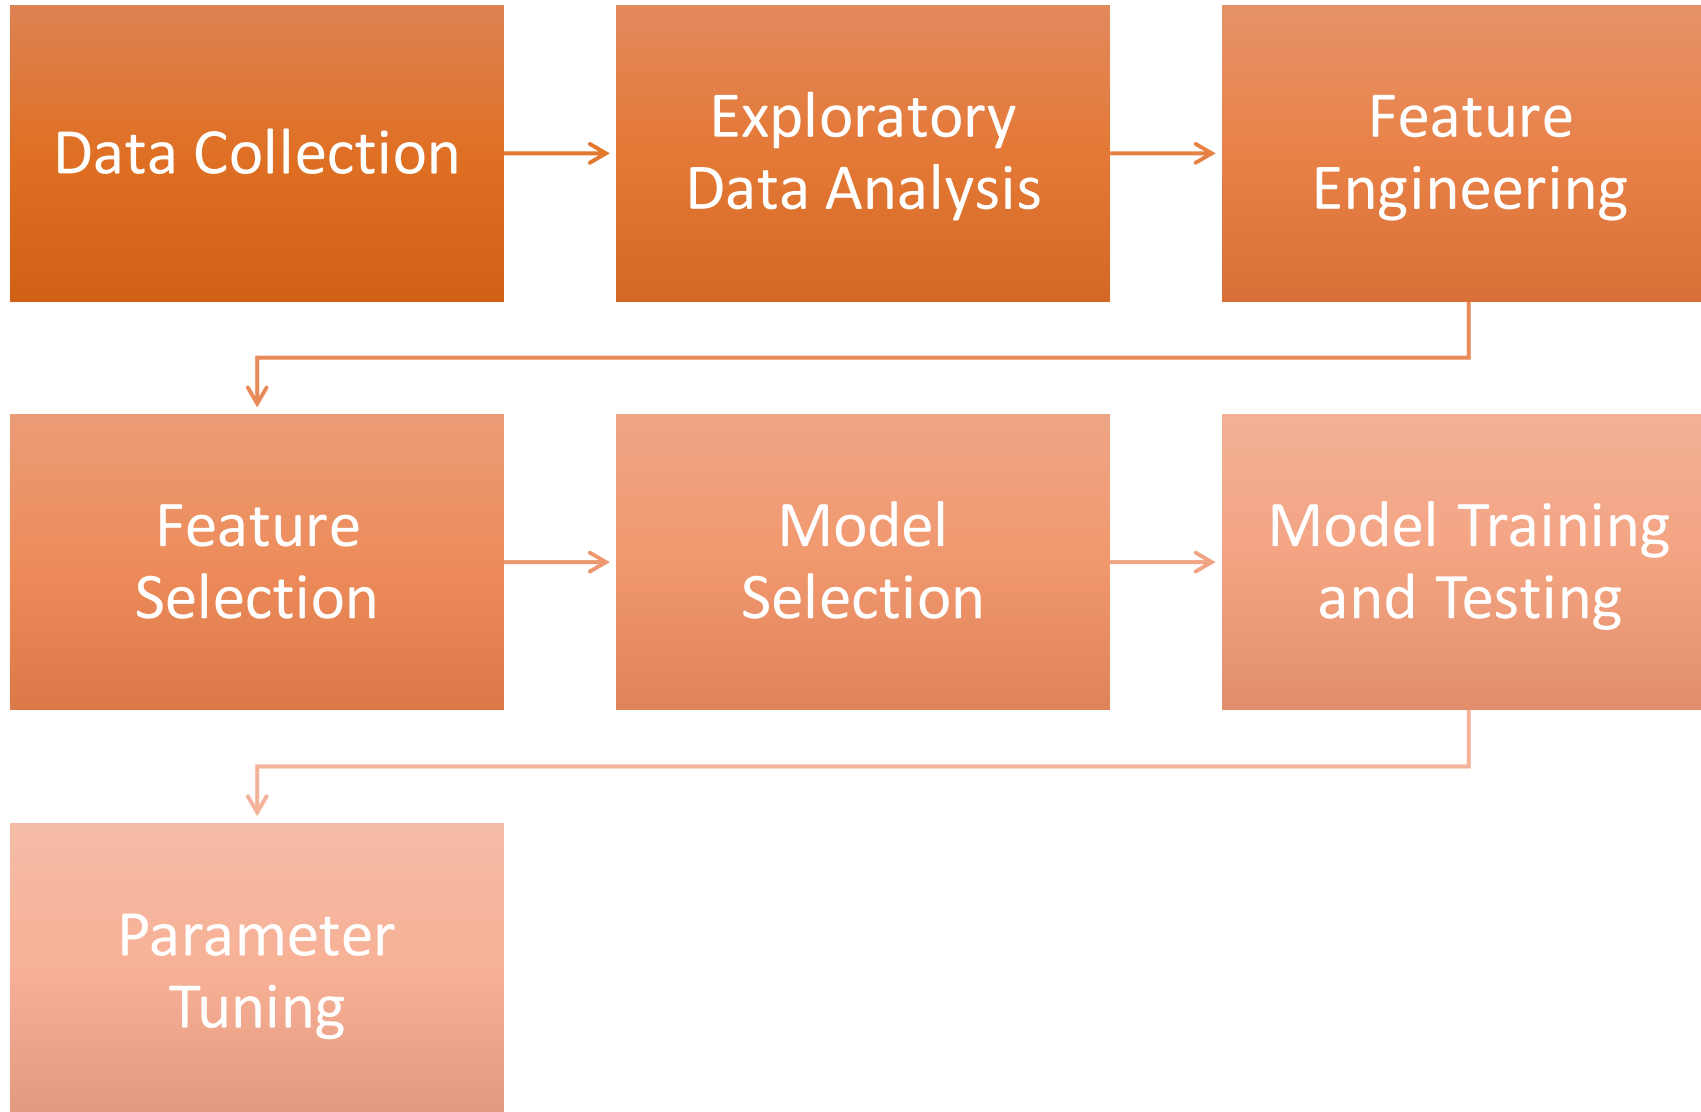 Data Collection
Exploratory
Data Analysis
Feature
Engineering
Feature
Selection
Model
Selection
Model Training
and Testing
Parameter
Tuning